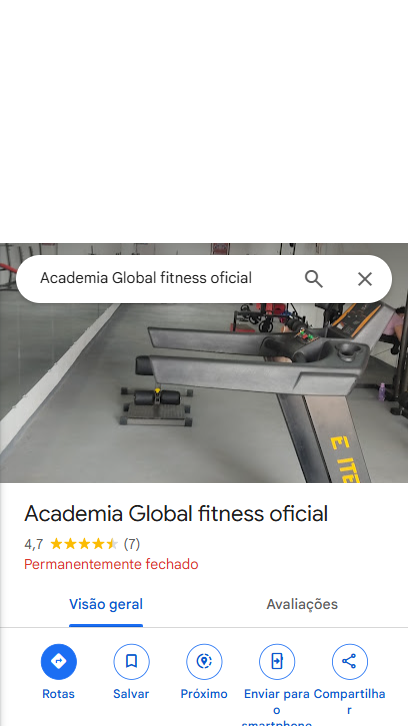 Academia Global fitness oficial
Academia Global fitness oficial
4,7 (7)
Permanentemente fechado
Visão geral
Avaliações
Rotas
Salvar
Próximo
Enviar para o smartphone
Compartilhar